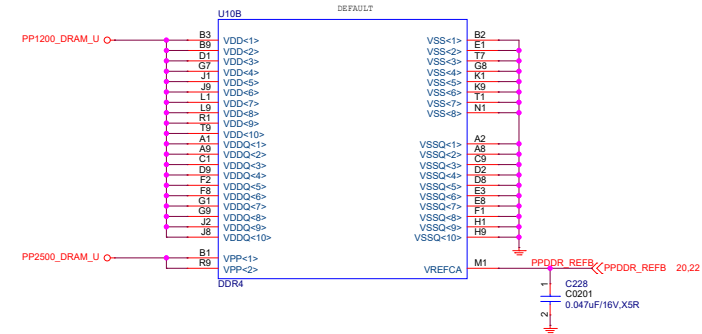 DEFAULT
U10B
PP1200_DRAM_U
B3 VDD<1>
B9 VDD<2>
D1 VDD<3>
G7 VDD<4>
J1 VDD<5>
J9 VDD<6>
L1 VDD<7>
L9 VDD<8>
R1 VDD<9>
T9 VDD<10>
A1 VDDQ<1>
A9 VDDQ<2>
C1 VDDQ<3>
D9 VDDQ<4>
F2 VDDQ<5>
F8 VDDQ<6>
G1 VDDQ<7>
G9 VDDQ<8>
J2 VDDQ<9>
J8 VDDQ<10>
PP2500_DRAM_U
B1 VPP<1>
R9 VPP<2>
DDR4
VSS<1> B2
VSS<2> E1
VSS<3> T7
VSS<4> G8
VSS<5> K1
VSS<6> K9
VSS<7> T1
VSS<8> N1
VSSQ<1> A2
VSSQ<2> A8
VSSQ<3> C9
VSSQ<4> D2
VSSQ<5> D8
VSSQ<6> E3
VSSQ<7> E8
VSSQ<8> F1
VSSQ<9> H1
VSSQ<10> H9
VREFCA M1
PPDDR_REFB
PPDDR_REFB 20,22
1
C228
C0201
0.047uF/16V,X5R
2